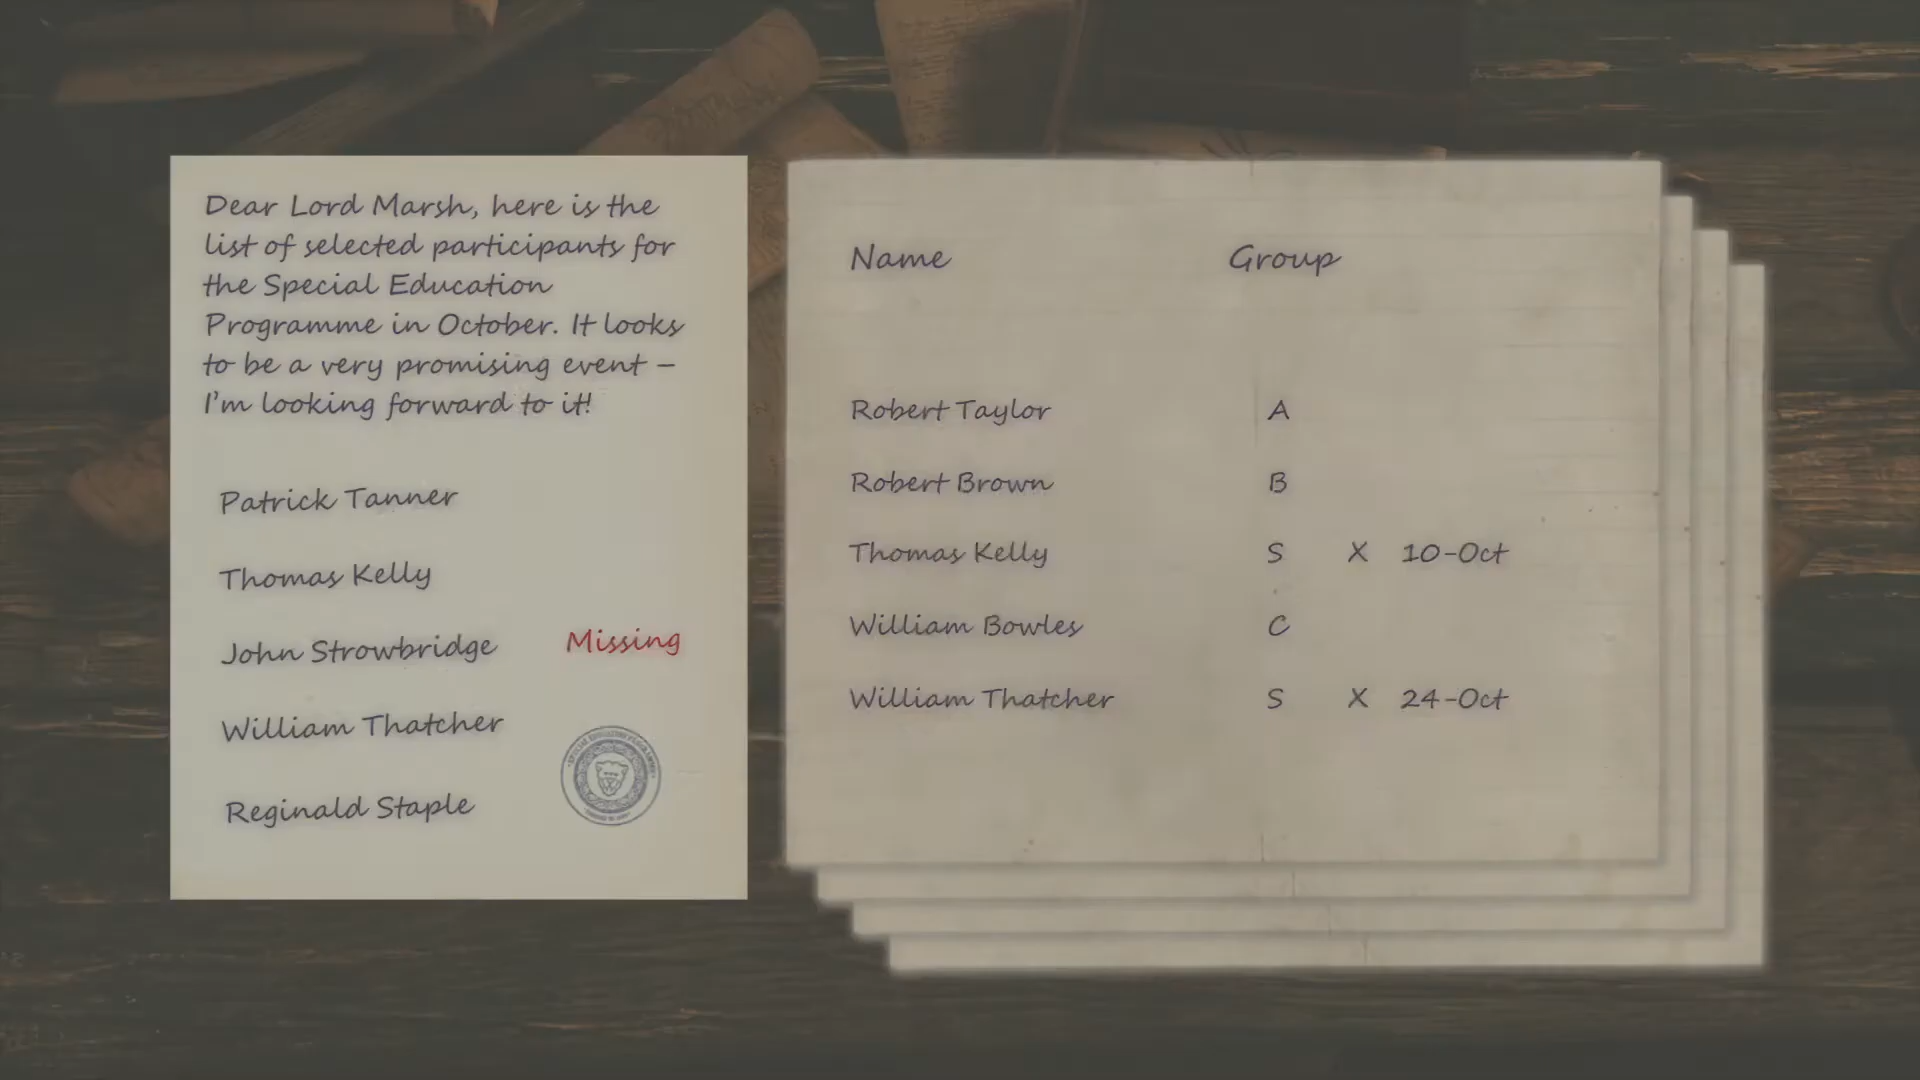 Dear Lord Marsh, here is the
list of selected participants for
the Special Education
Programme in October. It looks
to be a very promising event –
I'm looking forward to it!
Patrick Tanner
Thomas Kelly
John Strowbridge Missing
William Thatcher
Reginald Staple
Name Group
Robert Taylor A
Robert Brown B
Thomas Kelly S X 10-Oct
William Bowles C
William Thatcher S X 24-Oct